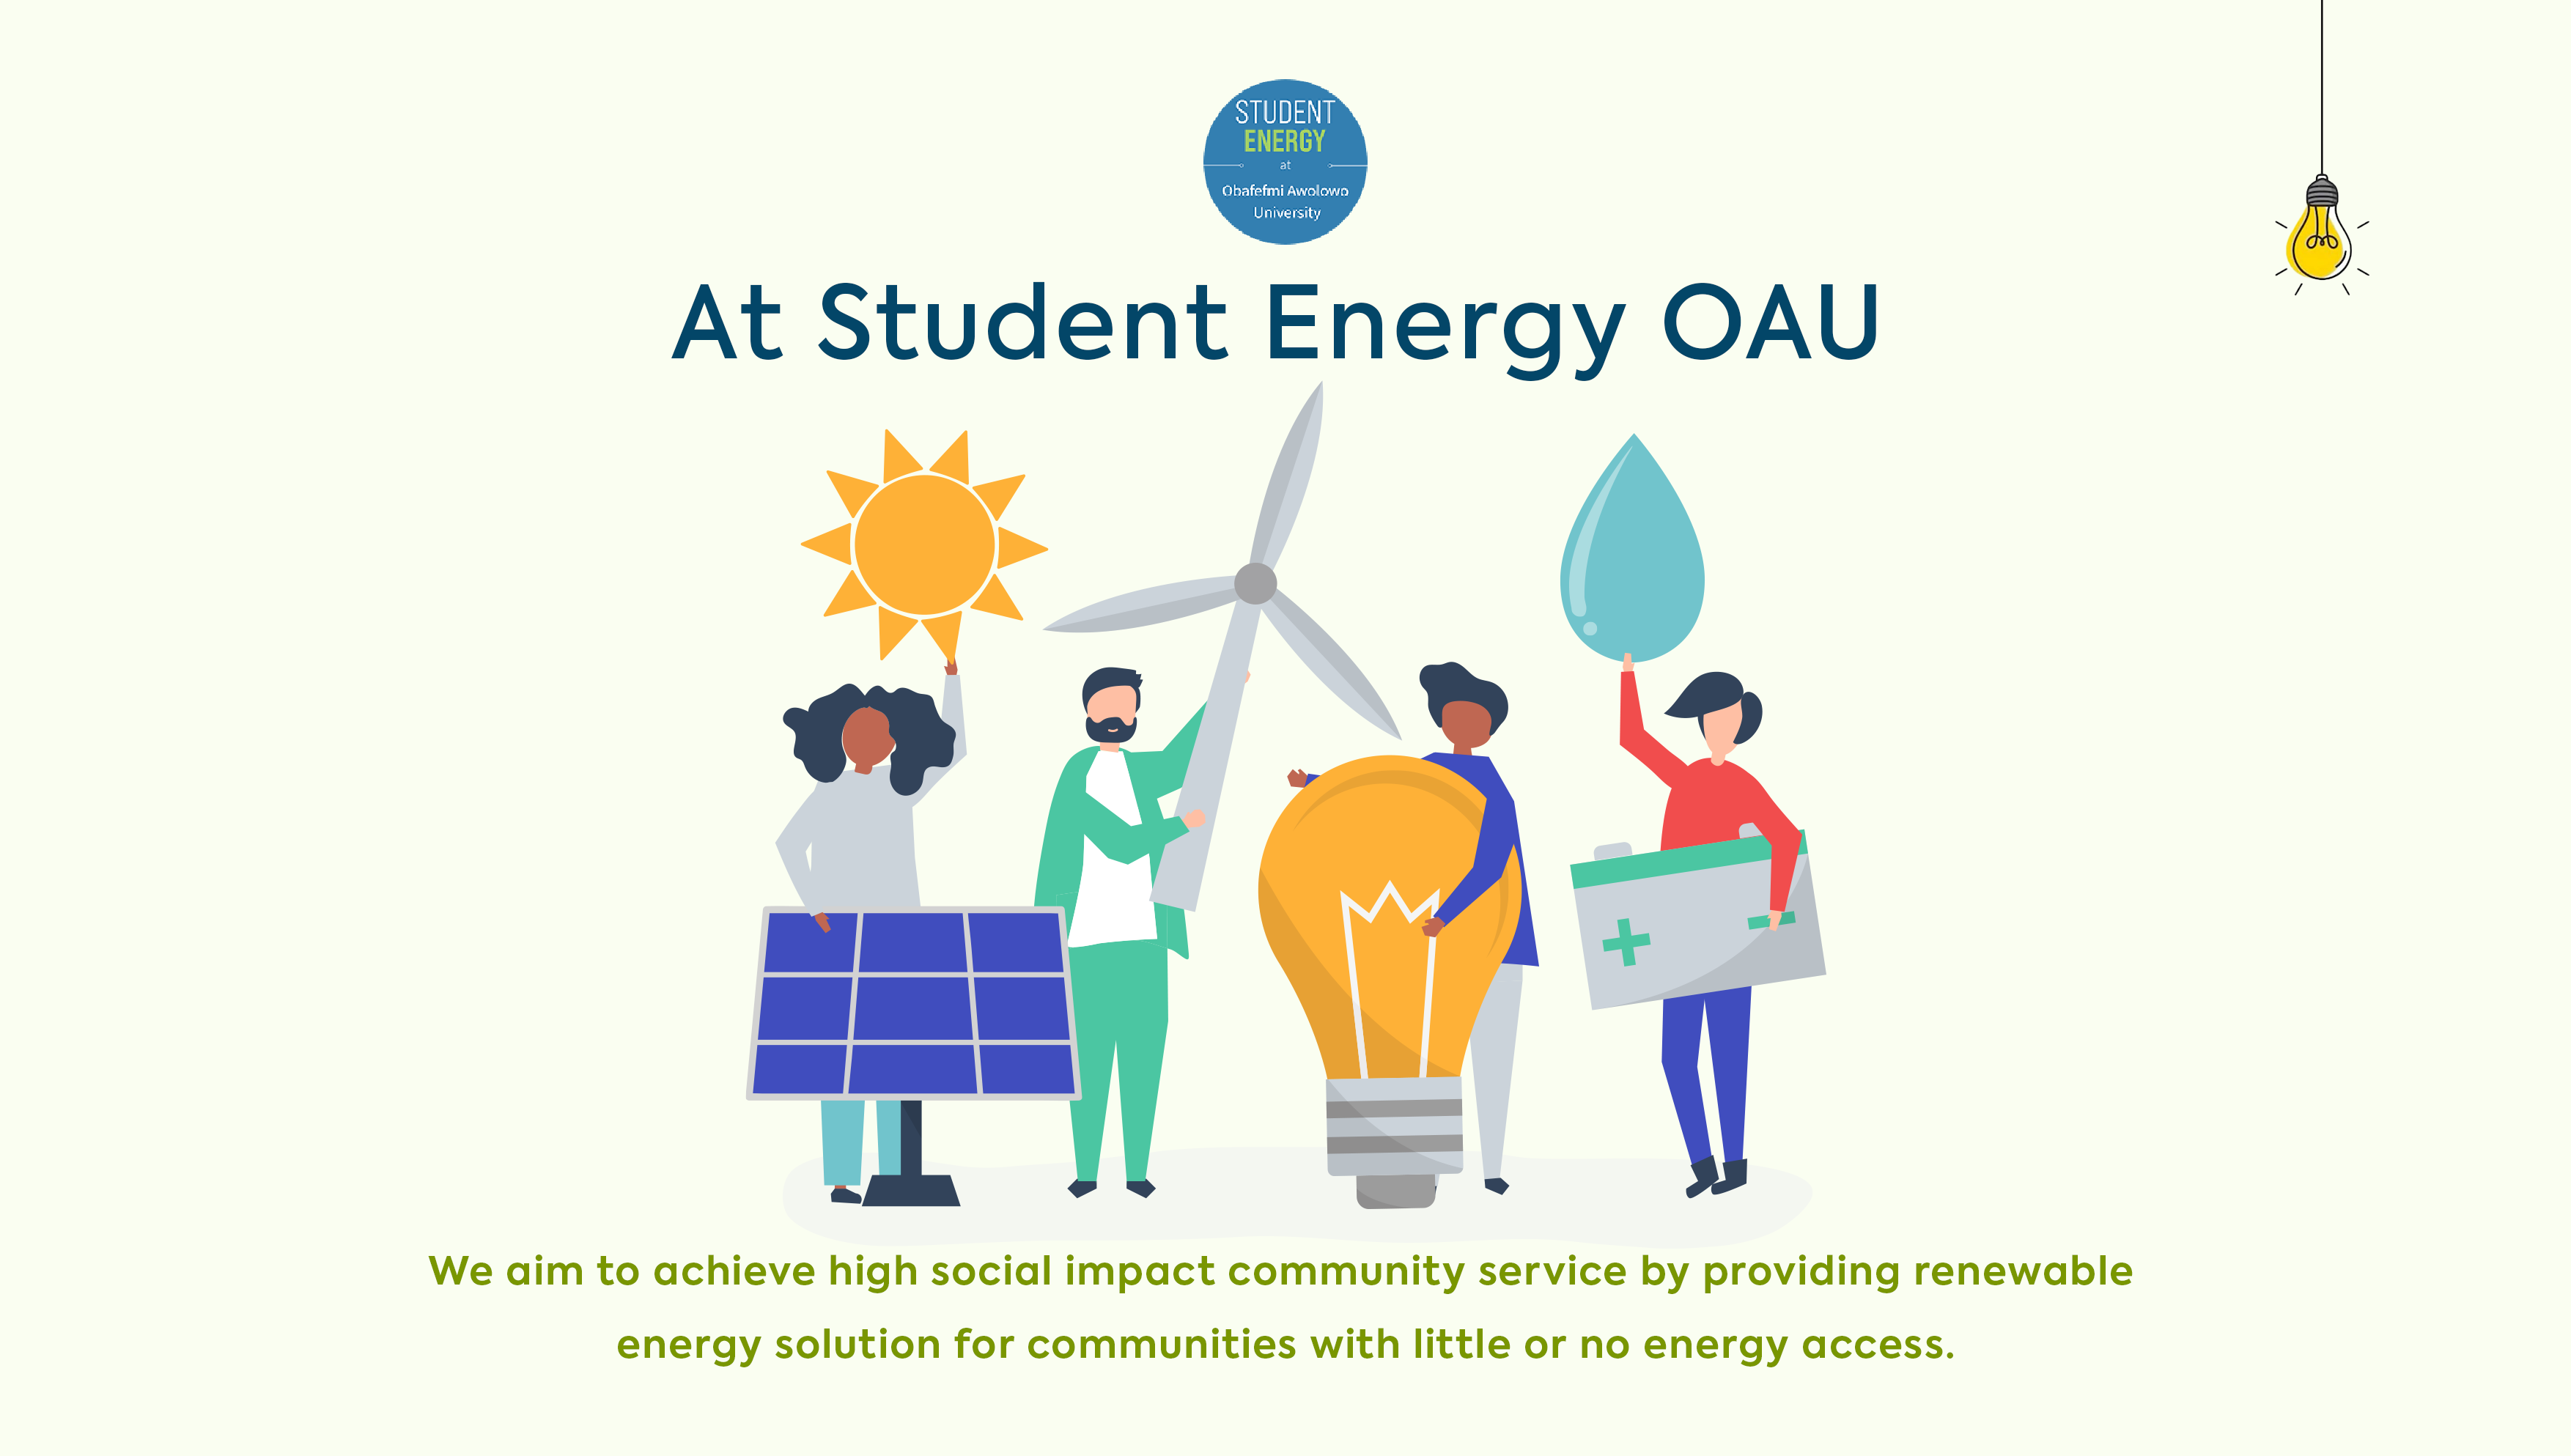 STUDENT
ENERGY
at
Obafefmi Awolowo
University
At Student Energy OAU
We aim to achieve high social impact community service by providing renewable
energy solution for communities with little or no energy access.